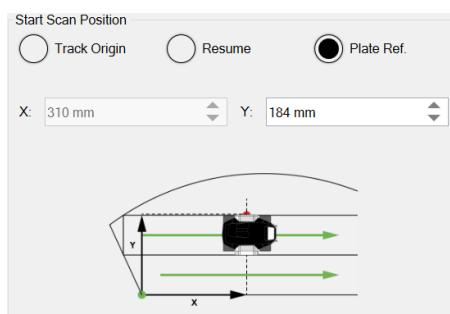 Start Scan Position
Track Origin Resume Plate Ref.
X: 310 mm Y: 184 mm
Y
X